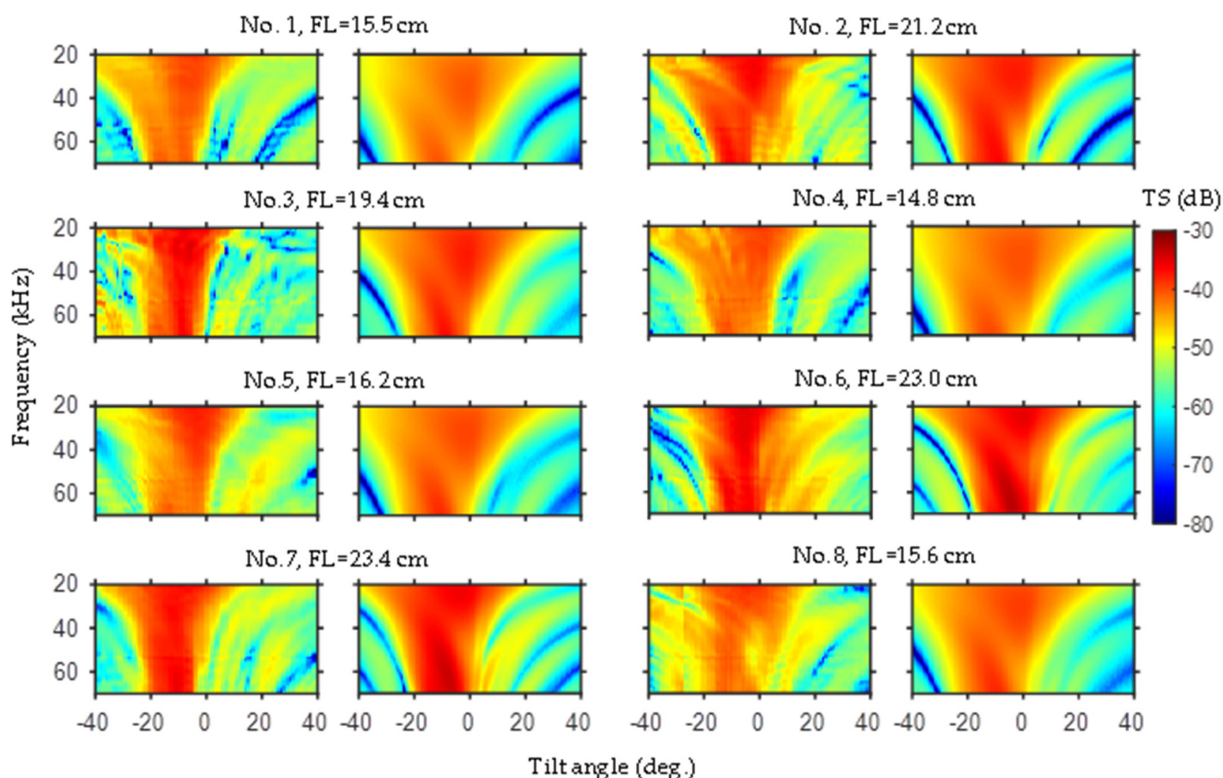 No. 1, FL=15.5 cm
No. 2, FL=21.2 cm
20
40
60
No.3, FL=19.4 cm
No.4, FL=14.8 cm
TS (dB)
20
40
60
-30
-40
-50
-60
-70
-80
Frequency (kHz)
No.5, FL=16.2 cm
No.6, FL=23.0 cm
20
40
60
No.7, FL=23.4 cm
No.8, FL=15.6 cm
20
40
60
-40 -20 0 20 40 -40 -20 0 20 40 -40 -20 0 20 40 -40 -20 0 20 40
Tilt angle (deg.)